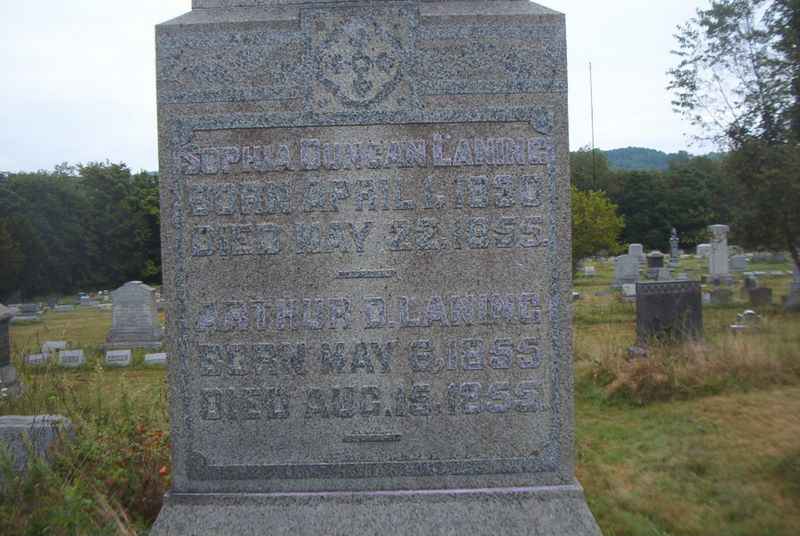 SOPHIA DUNCAN LANING
BORN APRIL 1, 1830
DIED MAY 22, 1855.
ARTHUR D. LANING
BORN MAY 6, 1855
DIED AUG. 15, 1855.